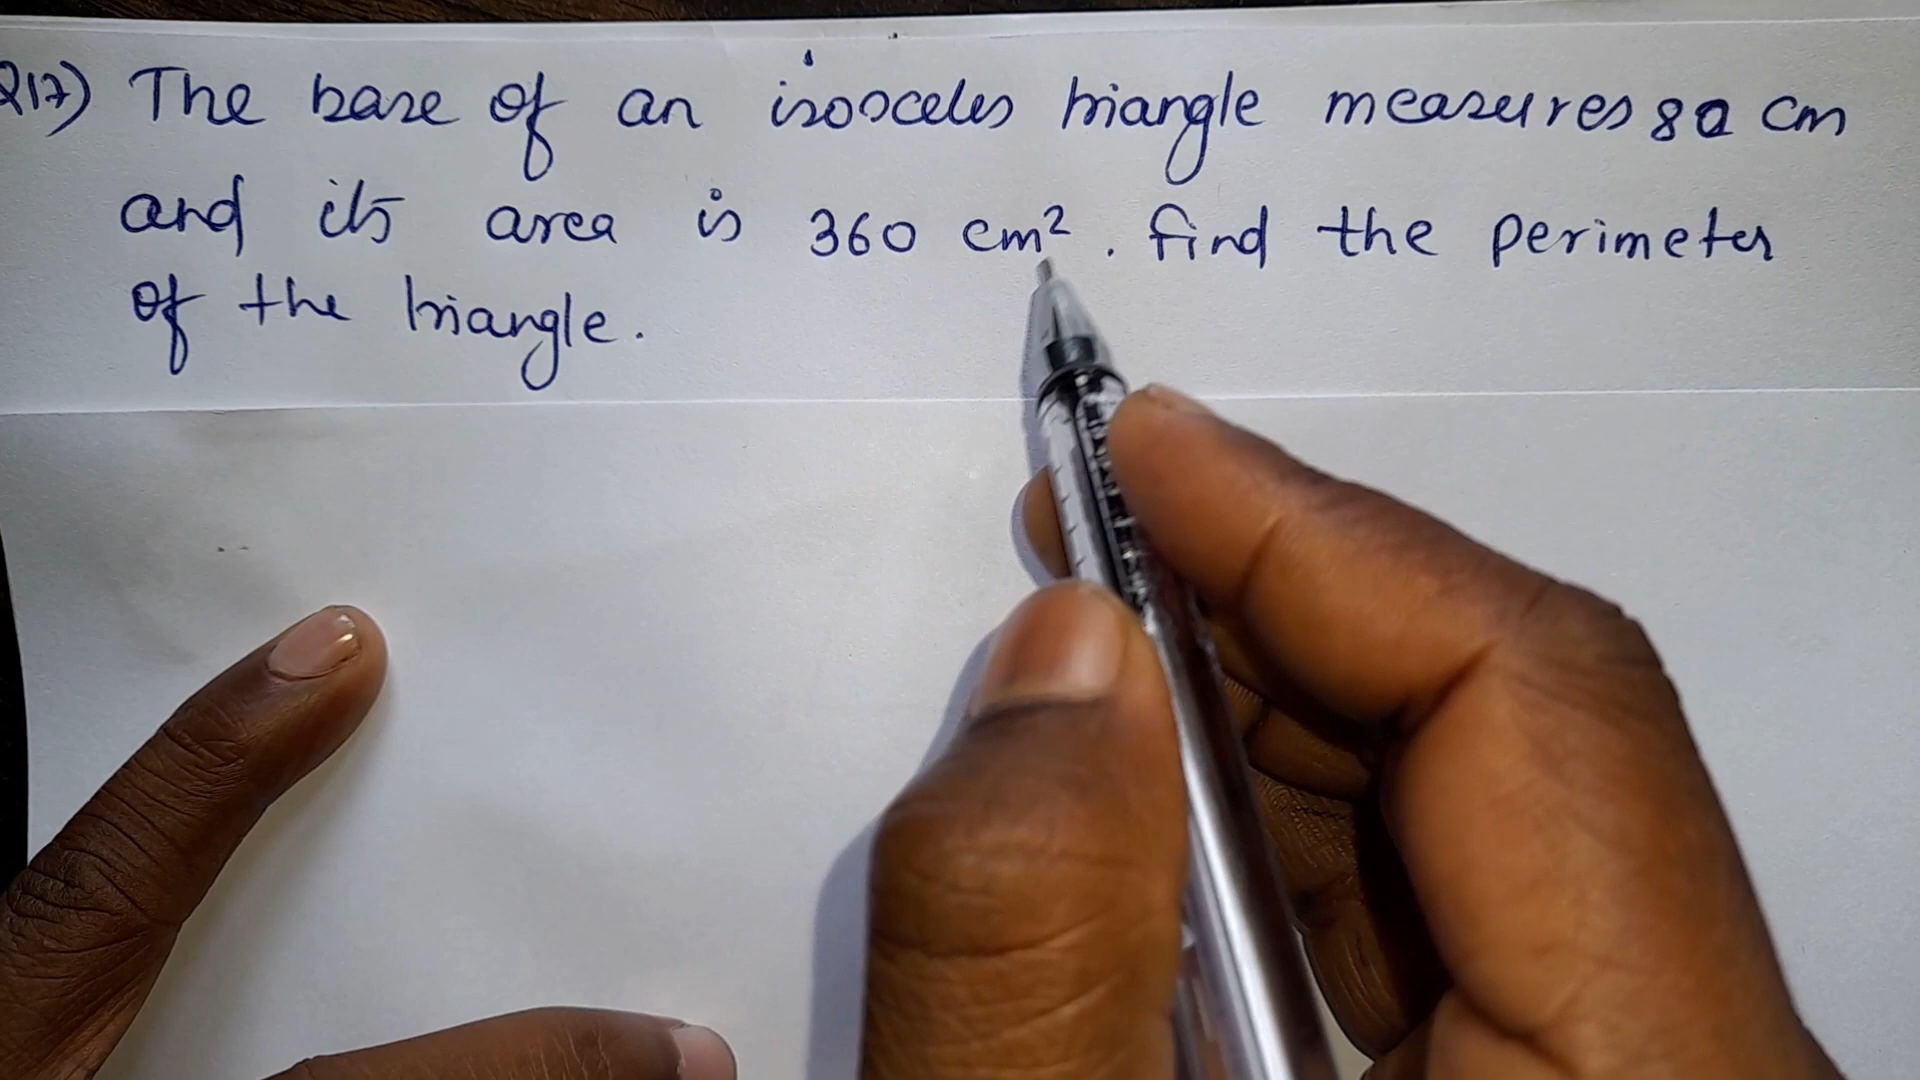 Q17) The base of an isosceles triangle measures 80 cm
and its area is 360 cm². find the perimeter
of the triangle.